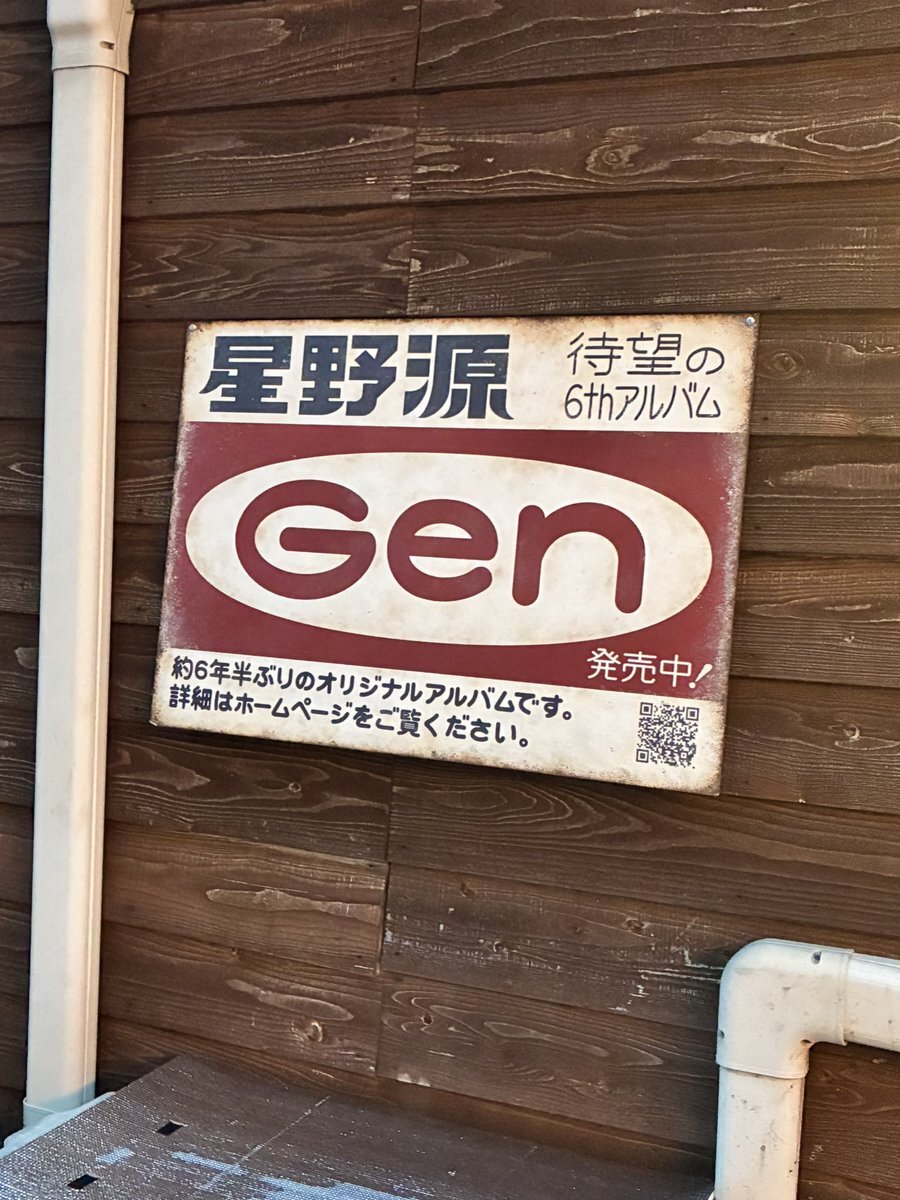 星野源
待望の
6thアルバム
Gen
発売中!
約6年半ぶりのオリジナルアルバムです。
詳細はホームページをご覧ください。